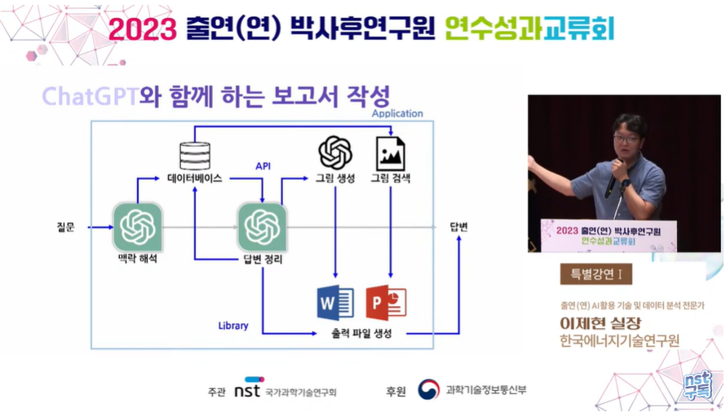 2023 출연(연) 박사후연구원 연수성과교류회
ChatGPT와 함께 하는 보고서 작성
Application
데이터베이스
API
그림 생성
그림 검색
질문
답변
맥락 해석
답변 정리
W
P
Library
출력 파일 생성
2023 출연(연) 박사후연구원
연수성과교류회
특별강연 I
출연(연) AI활용 기술 및 데이터 분석 전문가
이제현 실장
한국에너지기술연구원
주관 nst 국가과학기술연구회
후원 과학기술정보통신부
nst
구독